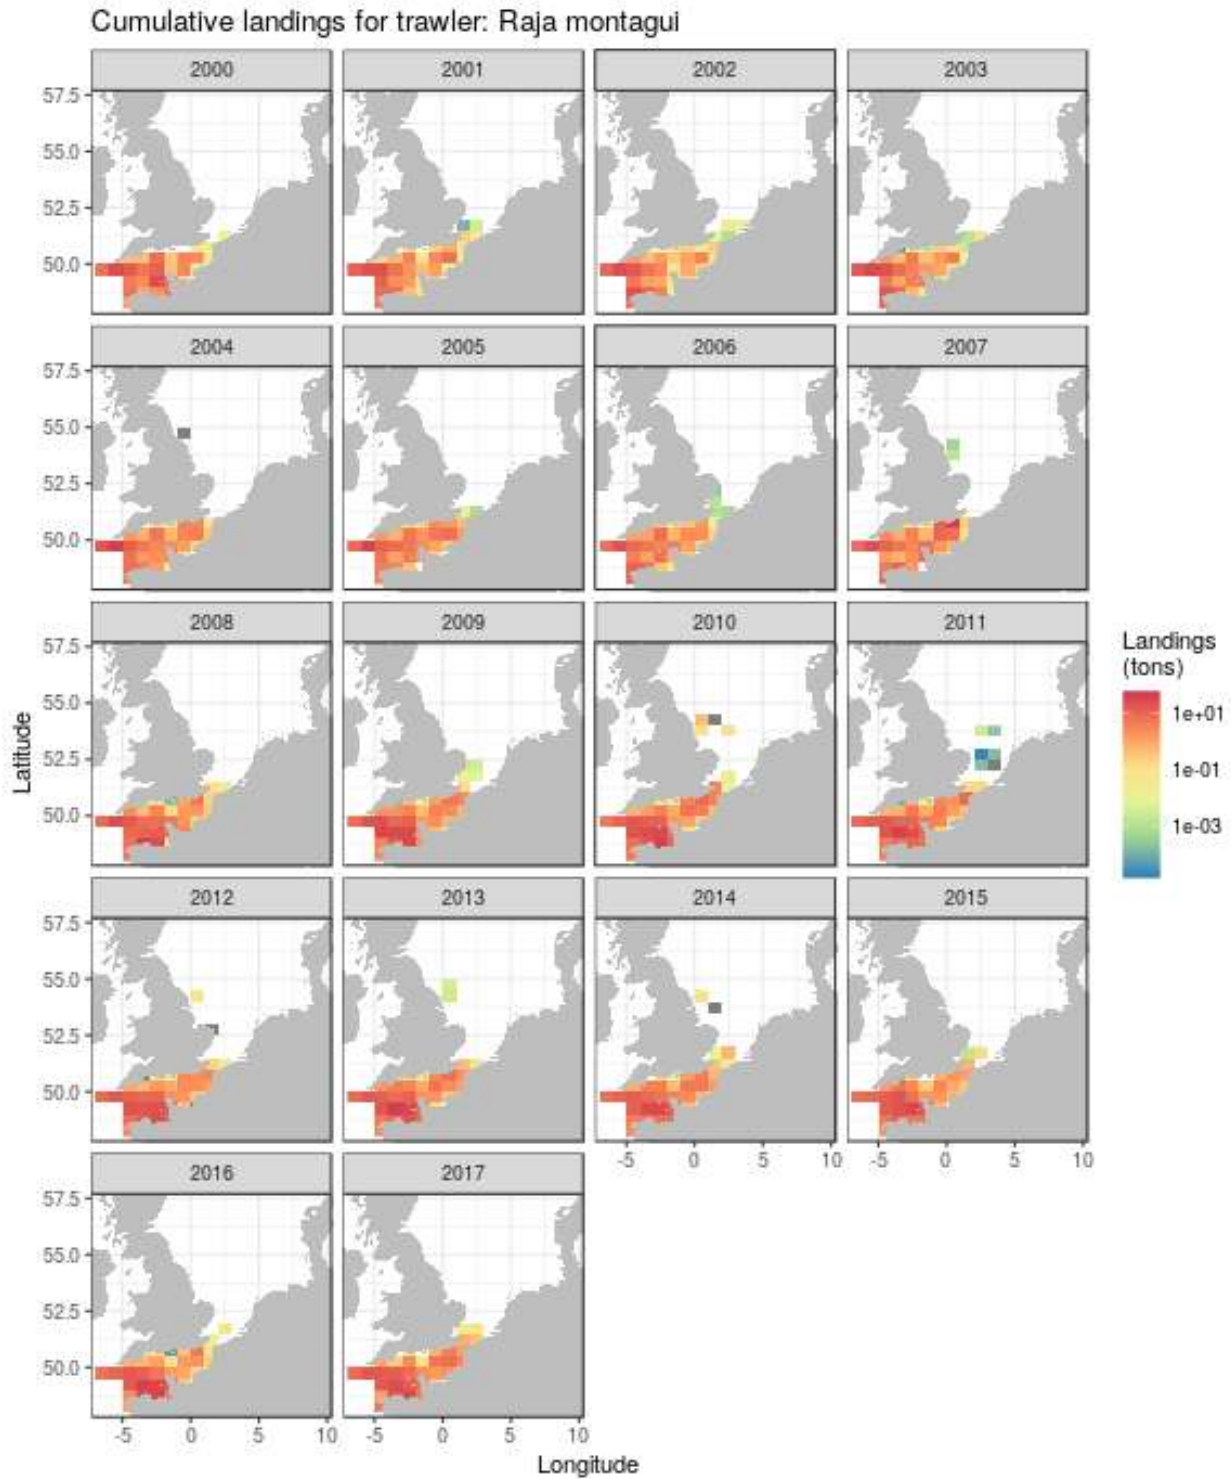 Cumulative landings for trawler: Raja montagui
2000 2001 2002 2003
57.5
55.0
52.5
50.0
2004 2005 2006 2007
57.5
55.0
52.5
50.0
2008 2009 2010 2011
57.5
55.0
52.5
50.0
Latitude
Landings
(tons)
1e+01
1e-01
1e-03
2012 2013 2014 2015
57.5
55.0
52.5
50.0
-5 0 5 10 -5 0 5 10
2016 2017
57.5
55.0
52.5
50.0
-5 0 5 10 -5 0 5 10
Longitude